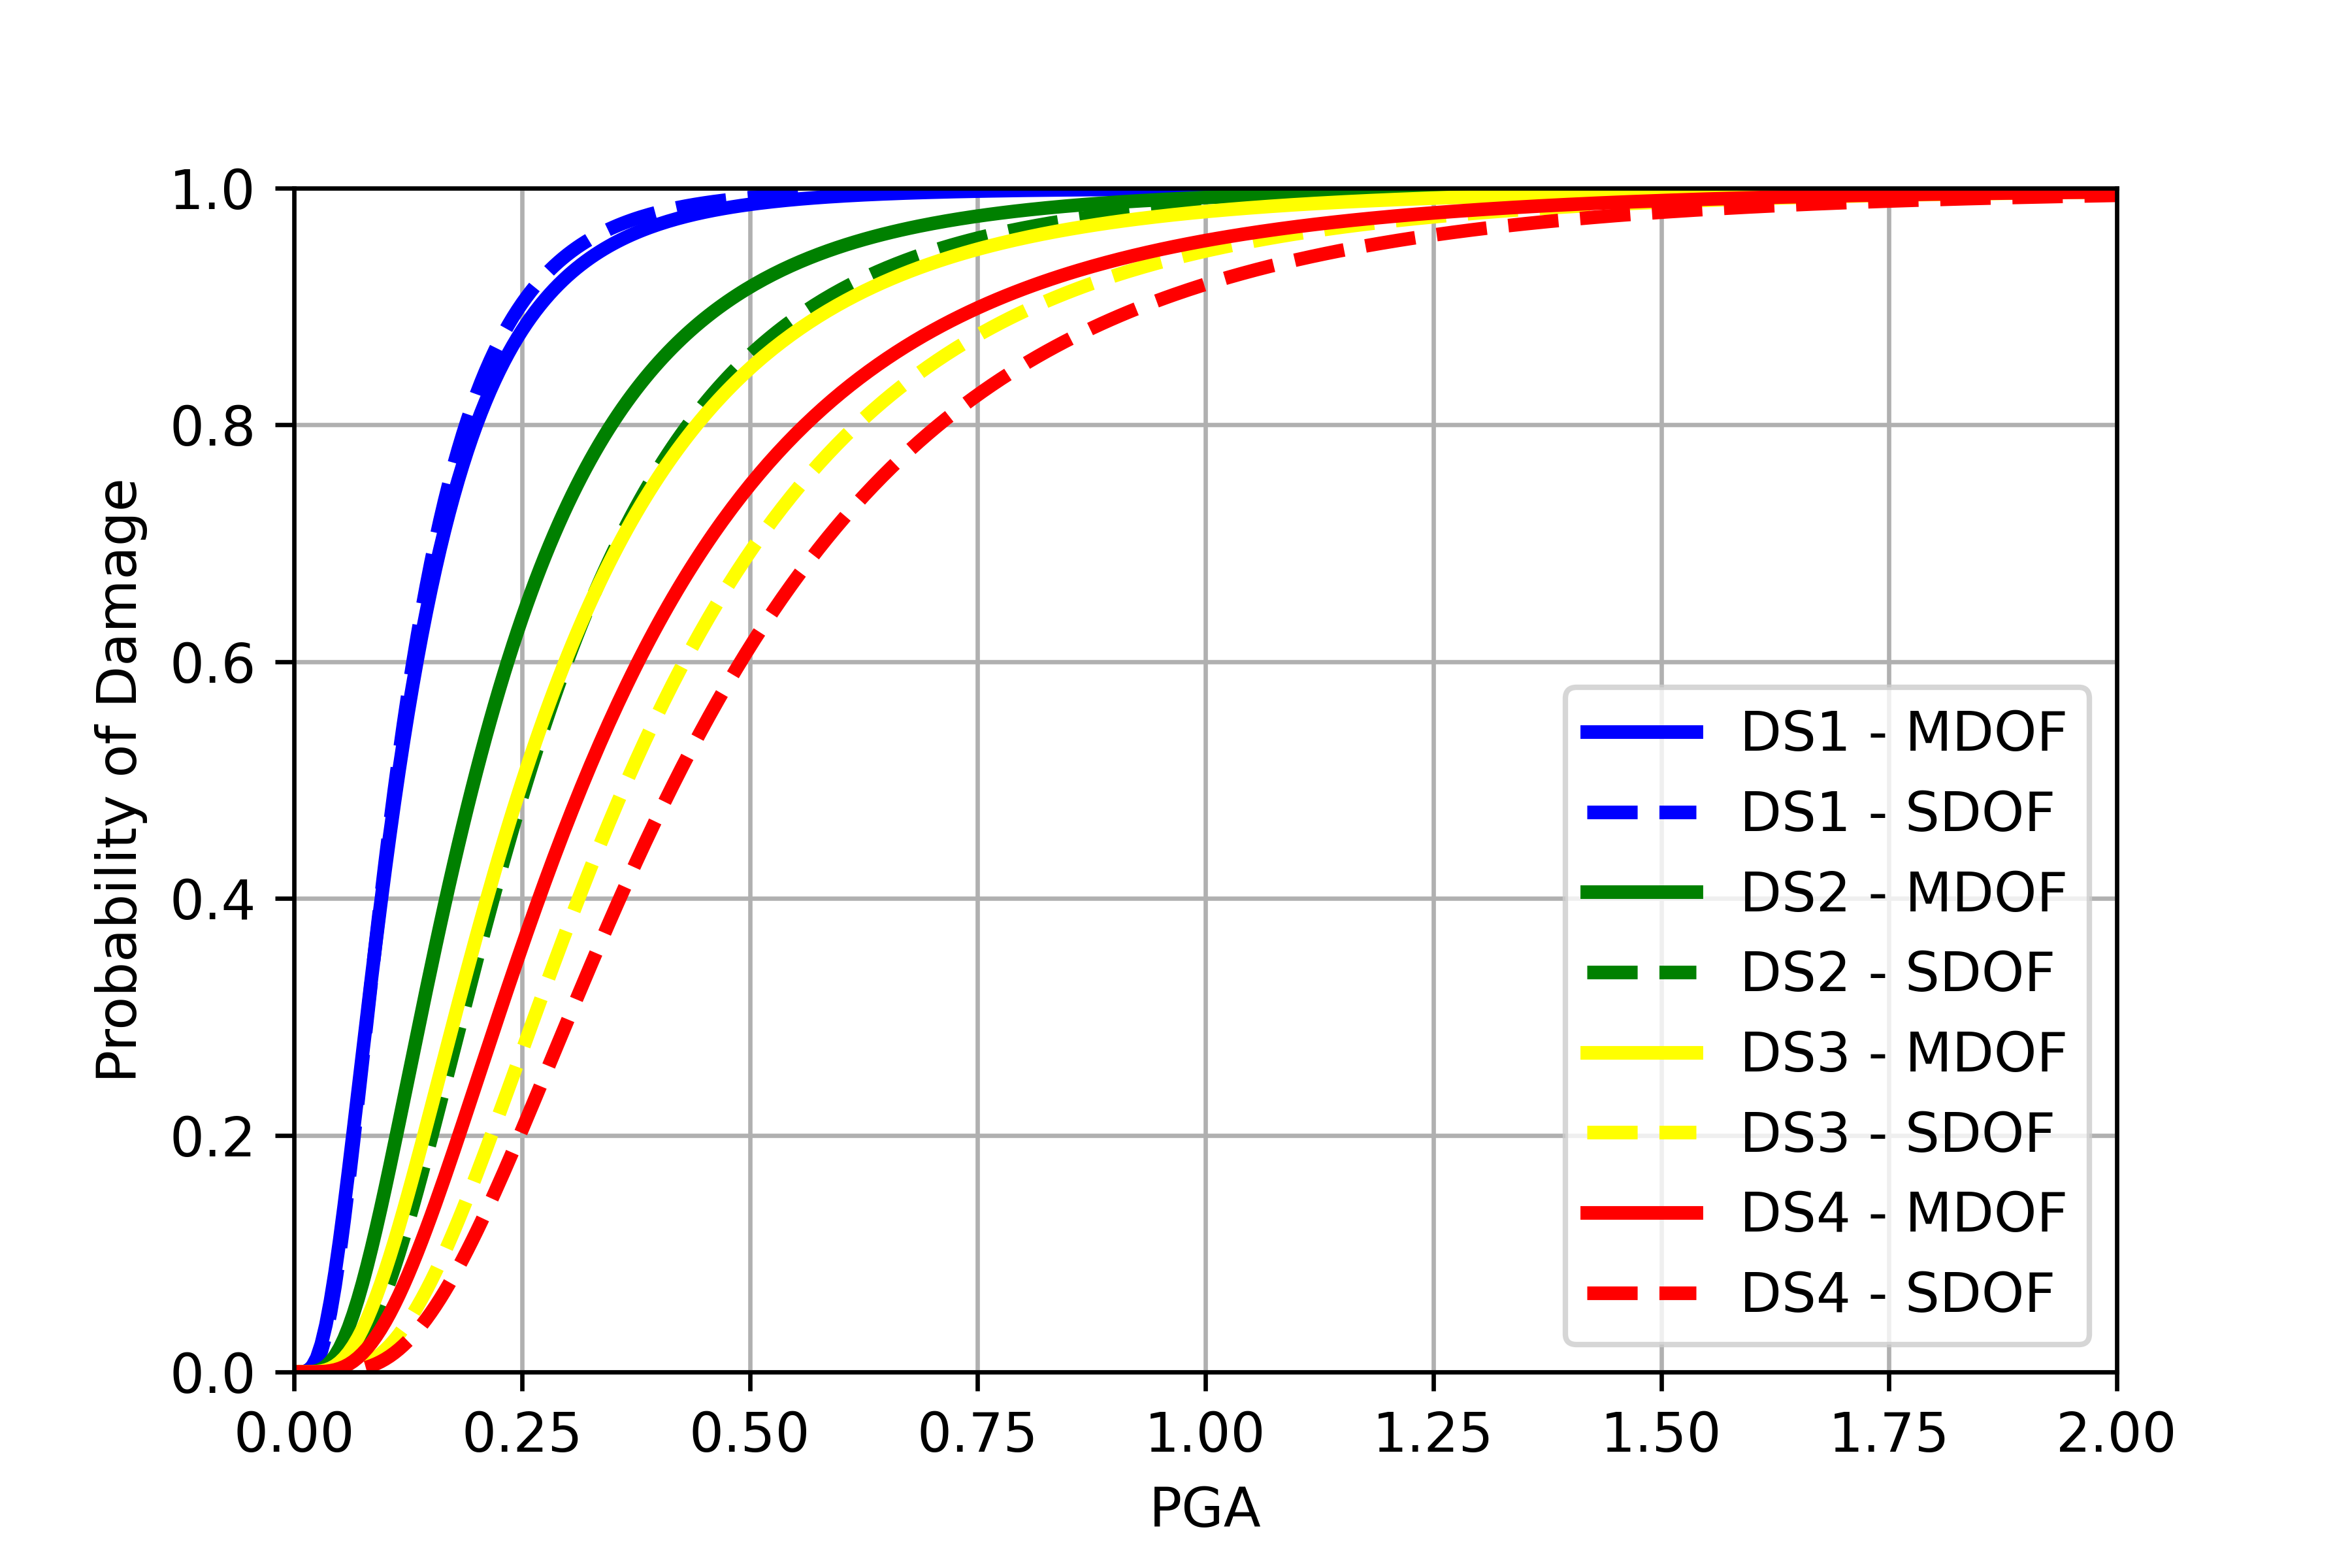 1.0
0.8
0.6
0.4
0.2
0.0
Probability of Damage
0.00 0.25 0.50 0.75 1.00 1.25 1.50 1.75 2.00
PGA
DS1 - MDOF
DS1 - SDOF
DS2 - MDOF
DS2 - SDOF
DS3 - MDOF
DS3 - SDOF
DS4 - MDOF
DS4 - SDOF